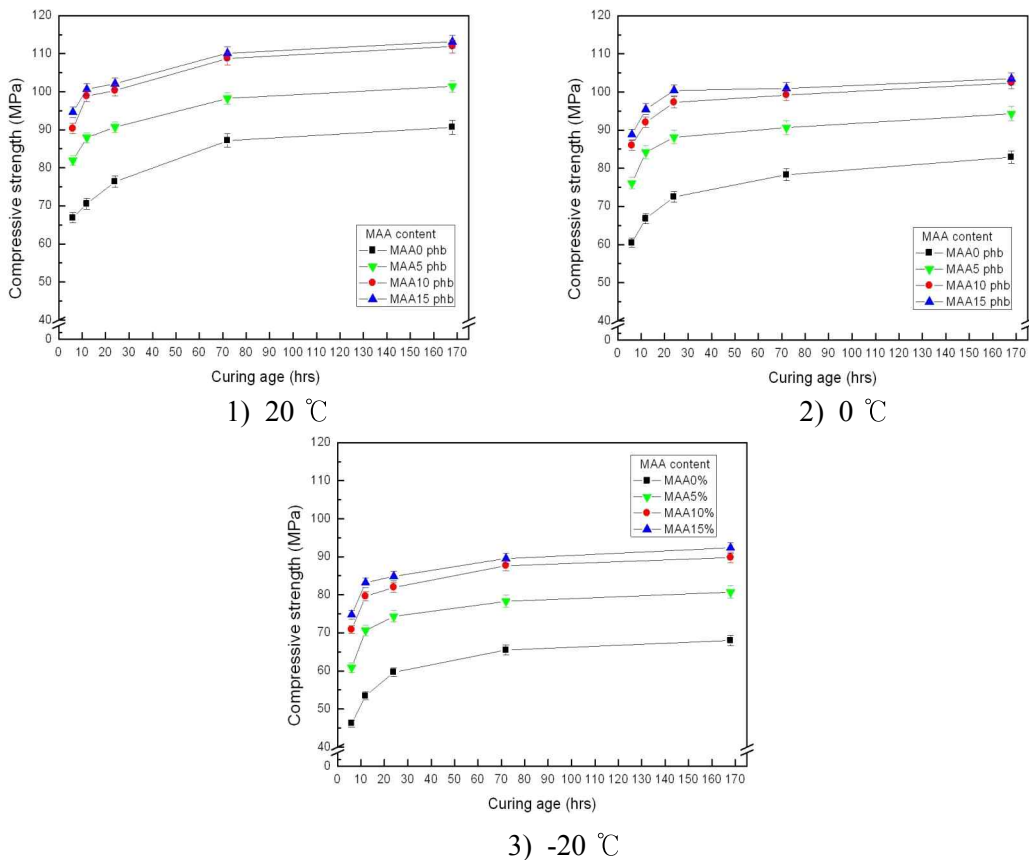 120
110
100
90
80
70
60
50
40
0
Compressive strength (MPa)
MAA content
MAA0 phb
MAA5 phb
MAA10 phb
MAA15 phb
0 10 20 30 40 50 60 70 80 90 100 110 120 130 140 150 160 170
Curing age (hrs)
1) 20 ℃
120
110
100
90
80
70
60
50
40
0
Compressive strength (MPa)
MAA content
MAA0 phb
MAA5 phb
MAA10 phb
MAA15 phb
0 10 20 30 40 50 60 70 80 90 100 110 120 130 140 150 160 170
Curing age (hrs)
2) 0 ℃
120
110
100
90
80
70
60
50
40
0
Compressive strength (MPa)
MAA content
MAA0%
MAA5%
MAA10%
MAA15%
0 10 20 30 40 50 60 70 80 90 100 110 120 130 140 150 160 170
Curing age (hrs)
3) -20 ℃